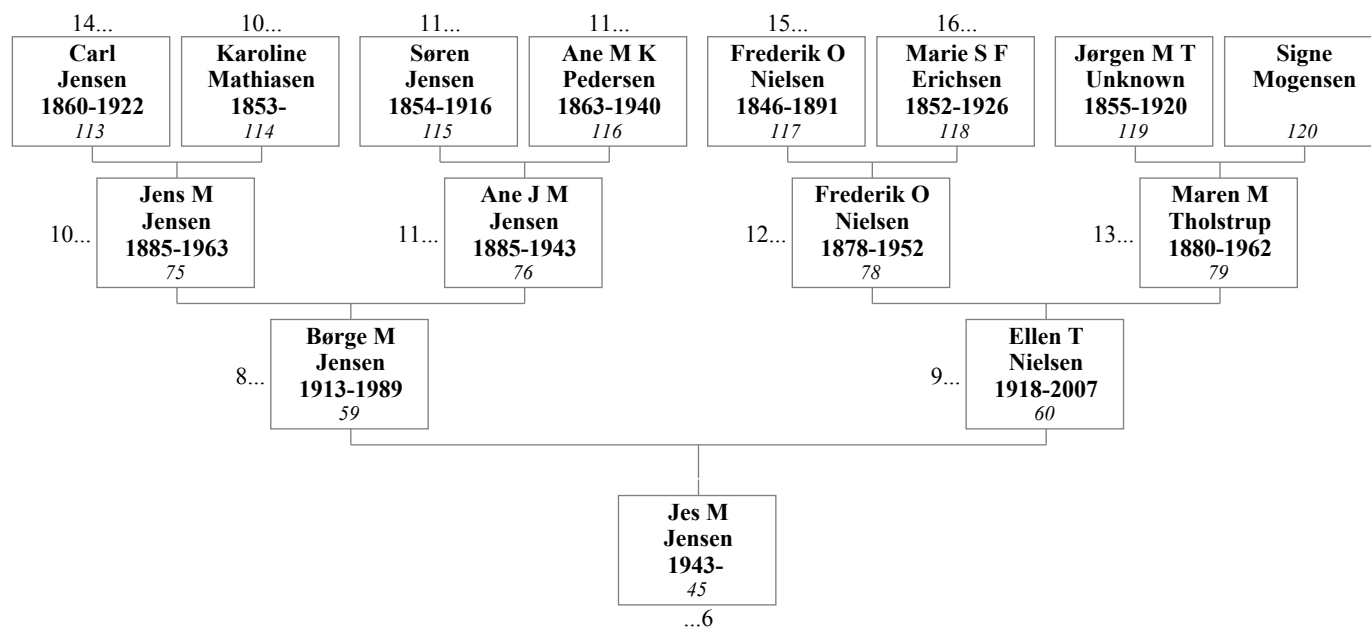 14...
10...
11...
11...
15...
16...
Carl
Jensen
1860-1922
113
Karoline
Mathiasen
1853-
114
Søren
Jensen
1854-1916
115
Ane M K
Pedersen
1863-1940
116
Frederik O
Nielsen
1846-1891
117
Marie S F
Erichsen
1852-1926
118
Jørgen M T
Unknown
1855-1920
119
Signe
Mogensen
120
10...
Jens M
Jensen
1885-1963
75
11...
Ane J M
Jensen
1885-1943
76
12...
Frederik O
Nielsen
1878-1952
78
13...
Maren M
Tholstrup
1880-1962
79
8...
Børge M
Jensen
1913-1989
59
9...
Ellen T
Nielsen
1918-2007
60
Jes M
Jensen
1943-
45
...6